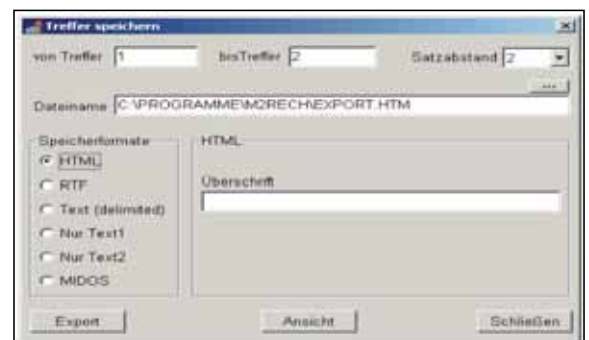 Treffer speichern
von Treffer 1 bisTreffer 2 Satzabstand 2
...
Dateiname C:\PROGRAMME\M2RECH\EXPORT.HTM
Speicherformate
HTML
RTF
Text (delimited)
Nur Text1
Nur Text2
MIDOS
HTML
Überschrift
Export Ansicht Schließen